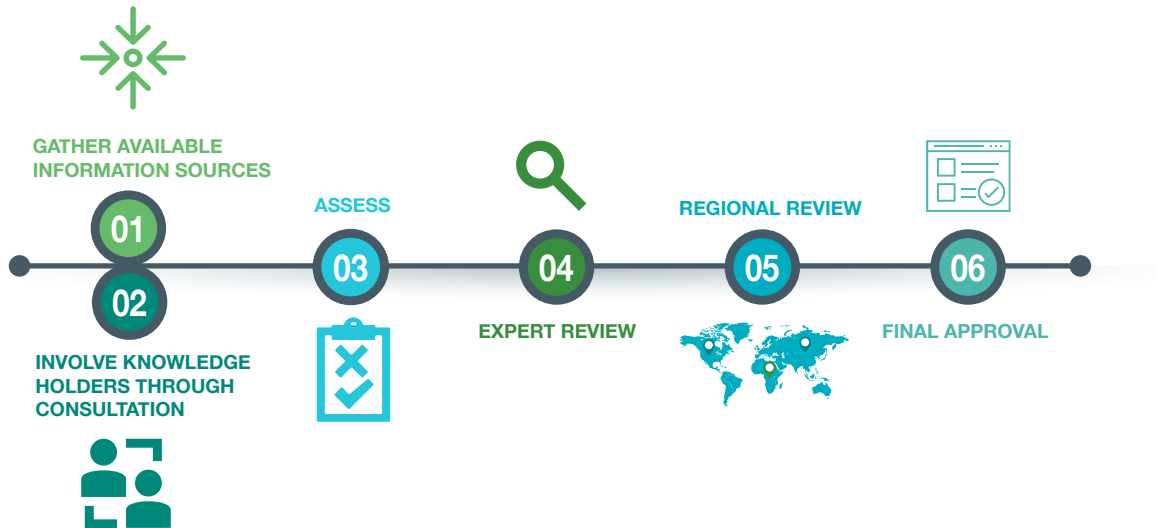 GATHER AVAILABLE
INFORMATION SOURCES
01
02
INVOLVE KNOWLEDGE
HOLDERS THROUGH
CONSULTATION
ASSESS
03
04
EXPERT REVIEW
REGIONAL REVIEW
05
06
FINAL APPROVAL